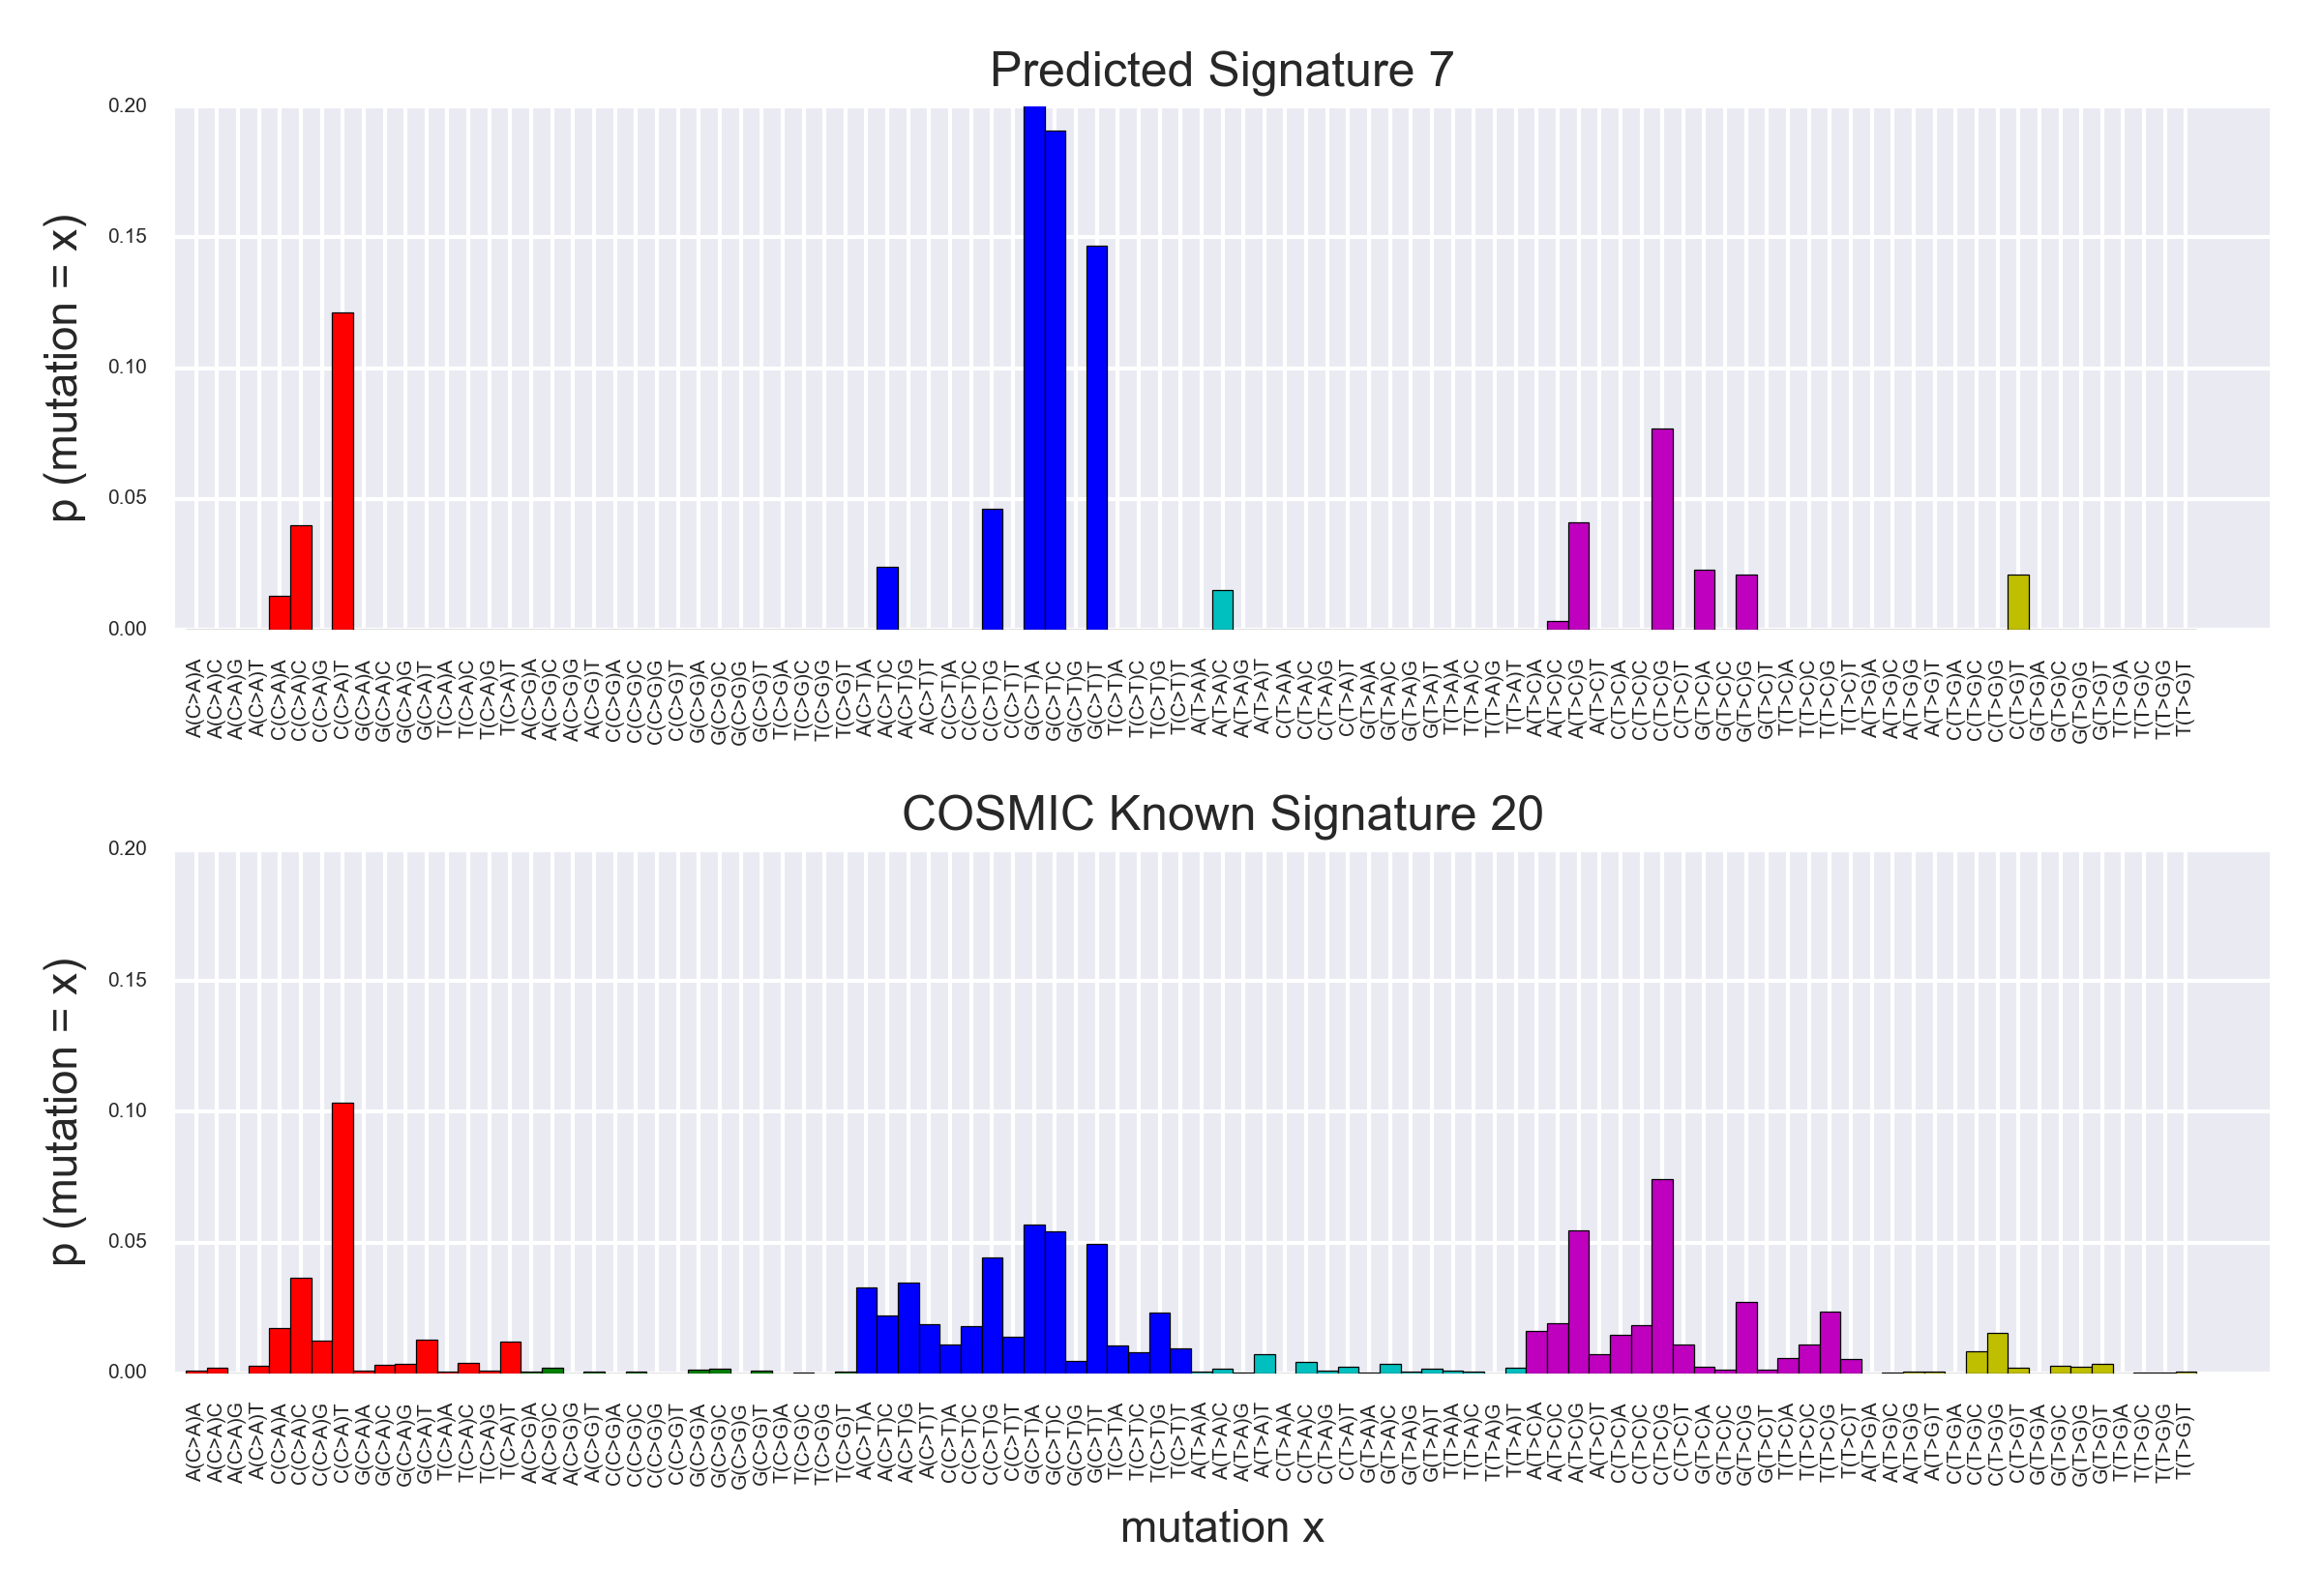 Predicted Signature 7
p (mutation = x)
0.20
0.15
0.10
0.05
0.00
A(C>A)A A(C>A)C A(C>A)G A(C>A)T C(C>A)A C(C>A)C C(C>A)G C(C>A)T G(C>A)A G(C>A)C G(C>A)G G(C>A)T T(C>A)A T(C>A)C T(C>A)G T(C>A)T A(C>G)A A(C>G)C A(C>G)G A(C>G)T C(C>G)A C(C>G)C C(C>G)G C(C>G)T G(C>G)A G(C>G)C G(C>G)G G(C>G)T T(C>G)A T(C>G)C T(C>G)G T(C>G)T A(C>T)A A(C>T)C A(C>T)G A(C>T)T C(C>T)A C(C>T)C C(C>T)G C(C>T)T G(C>T)A G(C>T)C G(C>T)G G(C>T)T T(C>T)A T(C>T)C T(C>T)G T(C>T)T A(T>A)A A(T>A)C A(T>A)G A(T>A)T C(T>A)A C(T>A)C C(T>A)G C(T>A)T G(T>A)A G(T>A)C G(T>A)G G(T>A)T T(T>A)A T(T>A)C T(T>A)G T(T>A)T A(T>C)A A(T>C)C A(T>C)G A(T>C)T C(T>C)A C(T>C)C C(T>C)G C(T>C)T G(T>C)A G(T>C)C G(T>C)G G(T>C)T T(T>C)A T(T>C)C T(T>C)G T(T>C)T A(T>G)A A(T>G)C A(T>G)G A(T>G)T C(T>G)A C(T>G)C C(T>G)G C(T>G)T G(T>G)A G(T>G)C G(T>G)G G(T>G)T T(T>G)A T(T>G)C T(T>G)G T(T>G)T
COSMIC Known Signature 20
p (mutation = x)
0.20
0.15
0.10
0.05
0.00
A(C>A)A A(C>A)C A(C>A)G A(C>A)T C(C>A)A C(C>A)C C(C>A)G C(C>A)T G(C>A)A G(C>A)C G(C>A)G G(C>A)T T(C>A)A T(C>A)C T(C>A)G T(C>A)T A(C>G)A A(C>G)C A(C>G)G A(C>G)T C(C>G)A C(C>G)C C(C>G)G C(C>G)T G(C>G)A G(C>G)C G(C>G)G G(C>G)T T(C>G)A T(C>G)C T(C>G)G T(C>G)T A(C>T)A A(C>T)C A(C>T)G A(C>T)T C(C>T)A C(C>T)C C(C>T)G C(C>T)T G(C>T)A G(C>T)C G(C>T)G G(C>T)T T(C>T)A T(C>T)C T(C>T)G T(C>T)T A(T>A)A A(T>A)C A(T>A)G A(T>A)T C(T>A)A C(T>A)C C(T>A)G C(T>A)T G(T>A)A G(T>A)C G(T>A)G G(T>A)T T(T>A)A T(T>A)C T(T>A)G T(T>A)T A(T>C)A A(T>C)C A(T>C)G A(T>C)T C(T>C)A C(T>C)C C(T>C)G C(T>C)T G(T>C)A G(T>C)C G(T>C)G G(T>C)T T(T>C)A T(T>C)C T(T>C)G T(T>C)T A(T>G)A A(T>G)C A(T>G)G A(T>G)T C(T>G)A C(T>G)C C(T>G)G C(T>G)T G(T>G)A G(T>G)C G(T>G)G G(T>G)T T(T>G)A T(T>G)C T(T>G)G T(T>G)T
mutation x